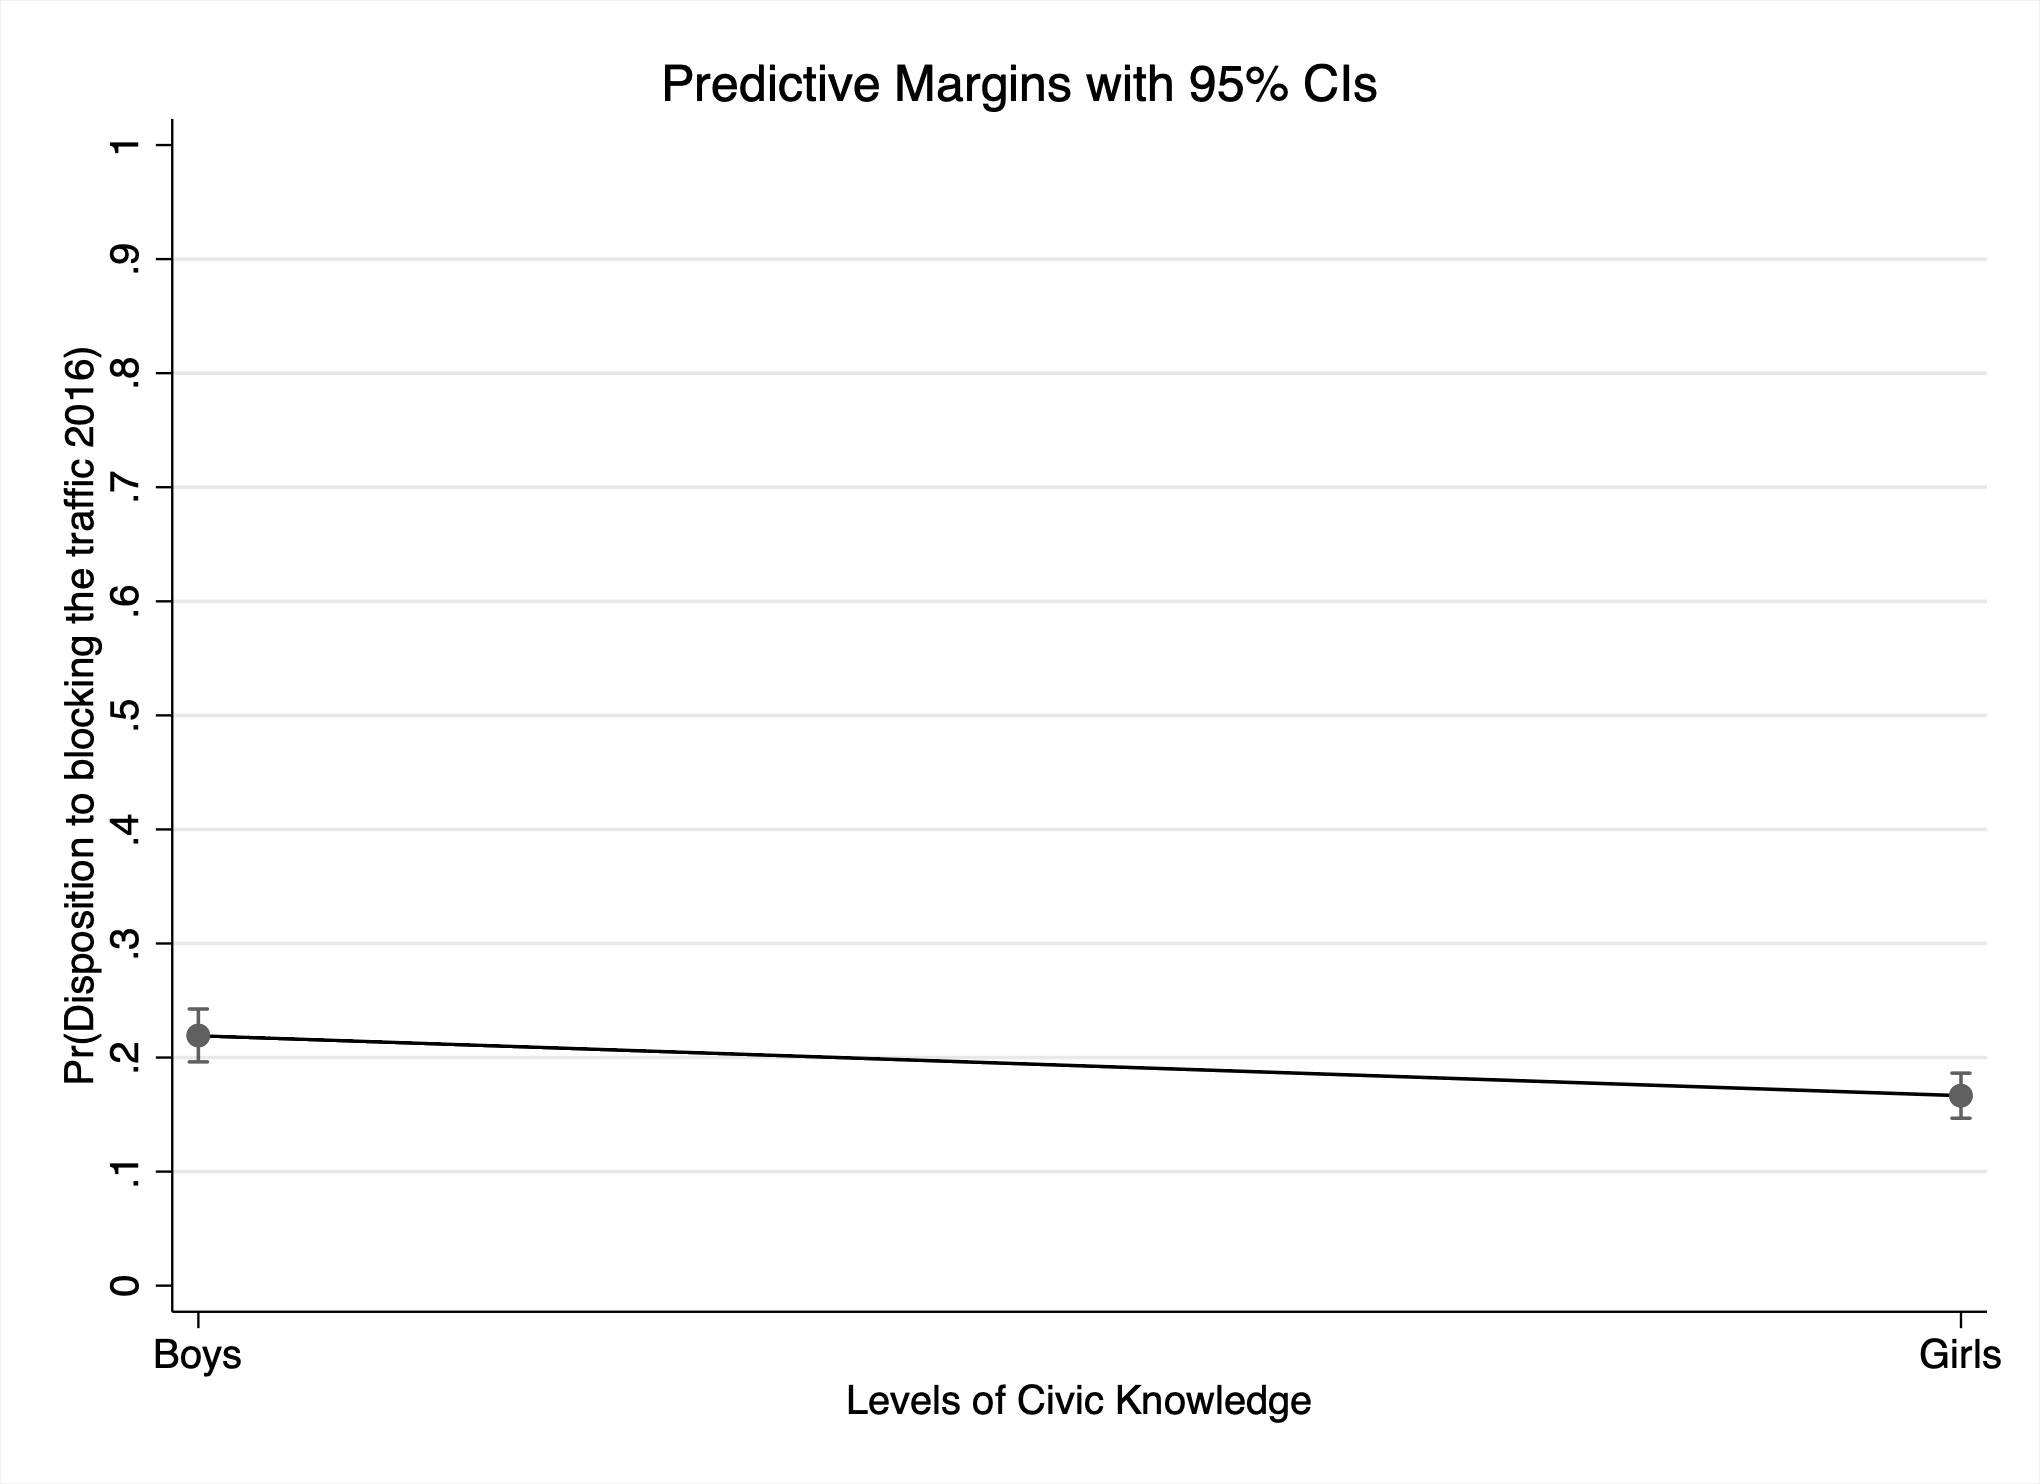 Predictive Margins with 95% CIs
Pr(Disposition to blocking the traffic 2016)
1
.9
.8
.7
.6
.5
.4
.3
.2
.1
0
Boys
Girls
Levels of Civic Knowledge